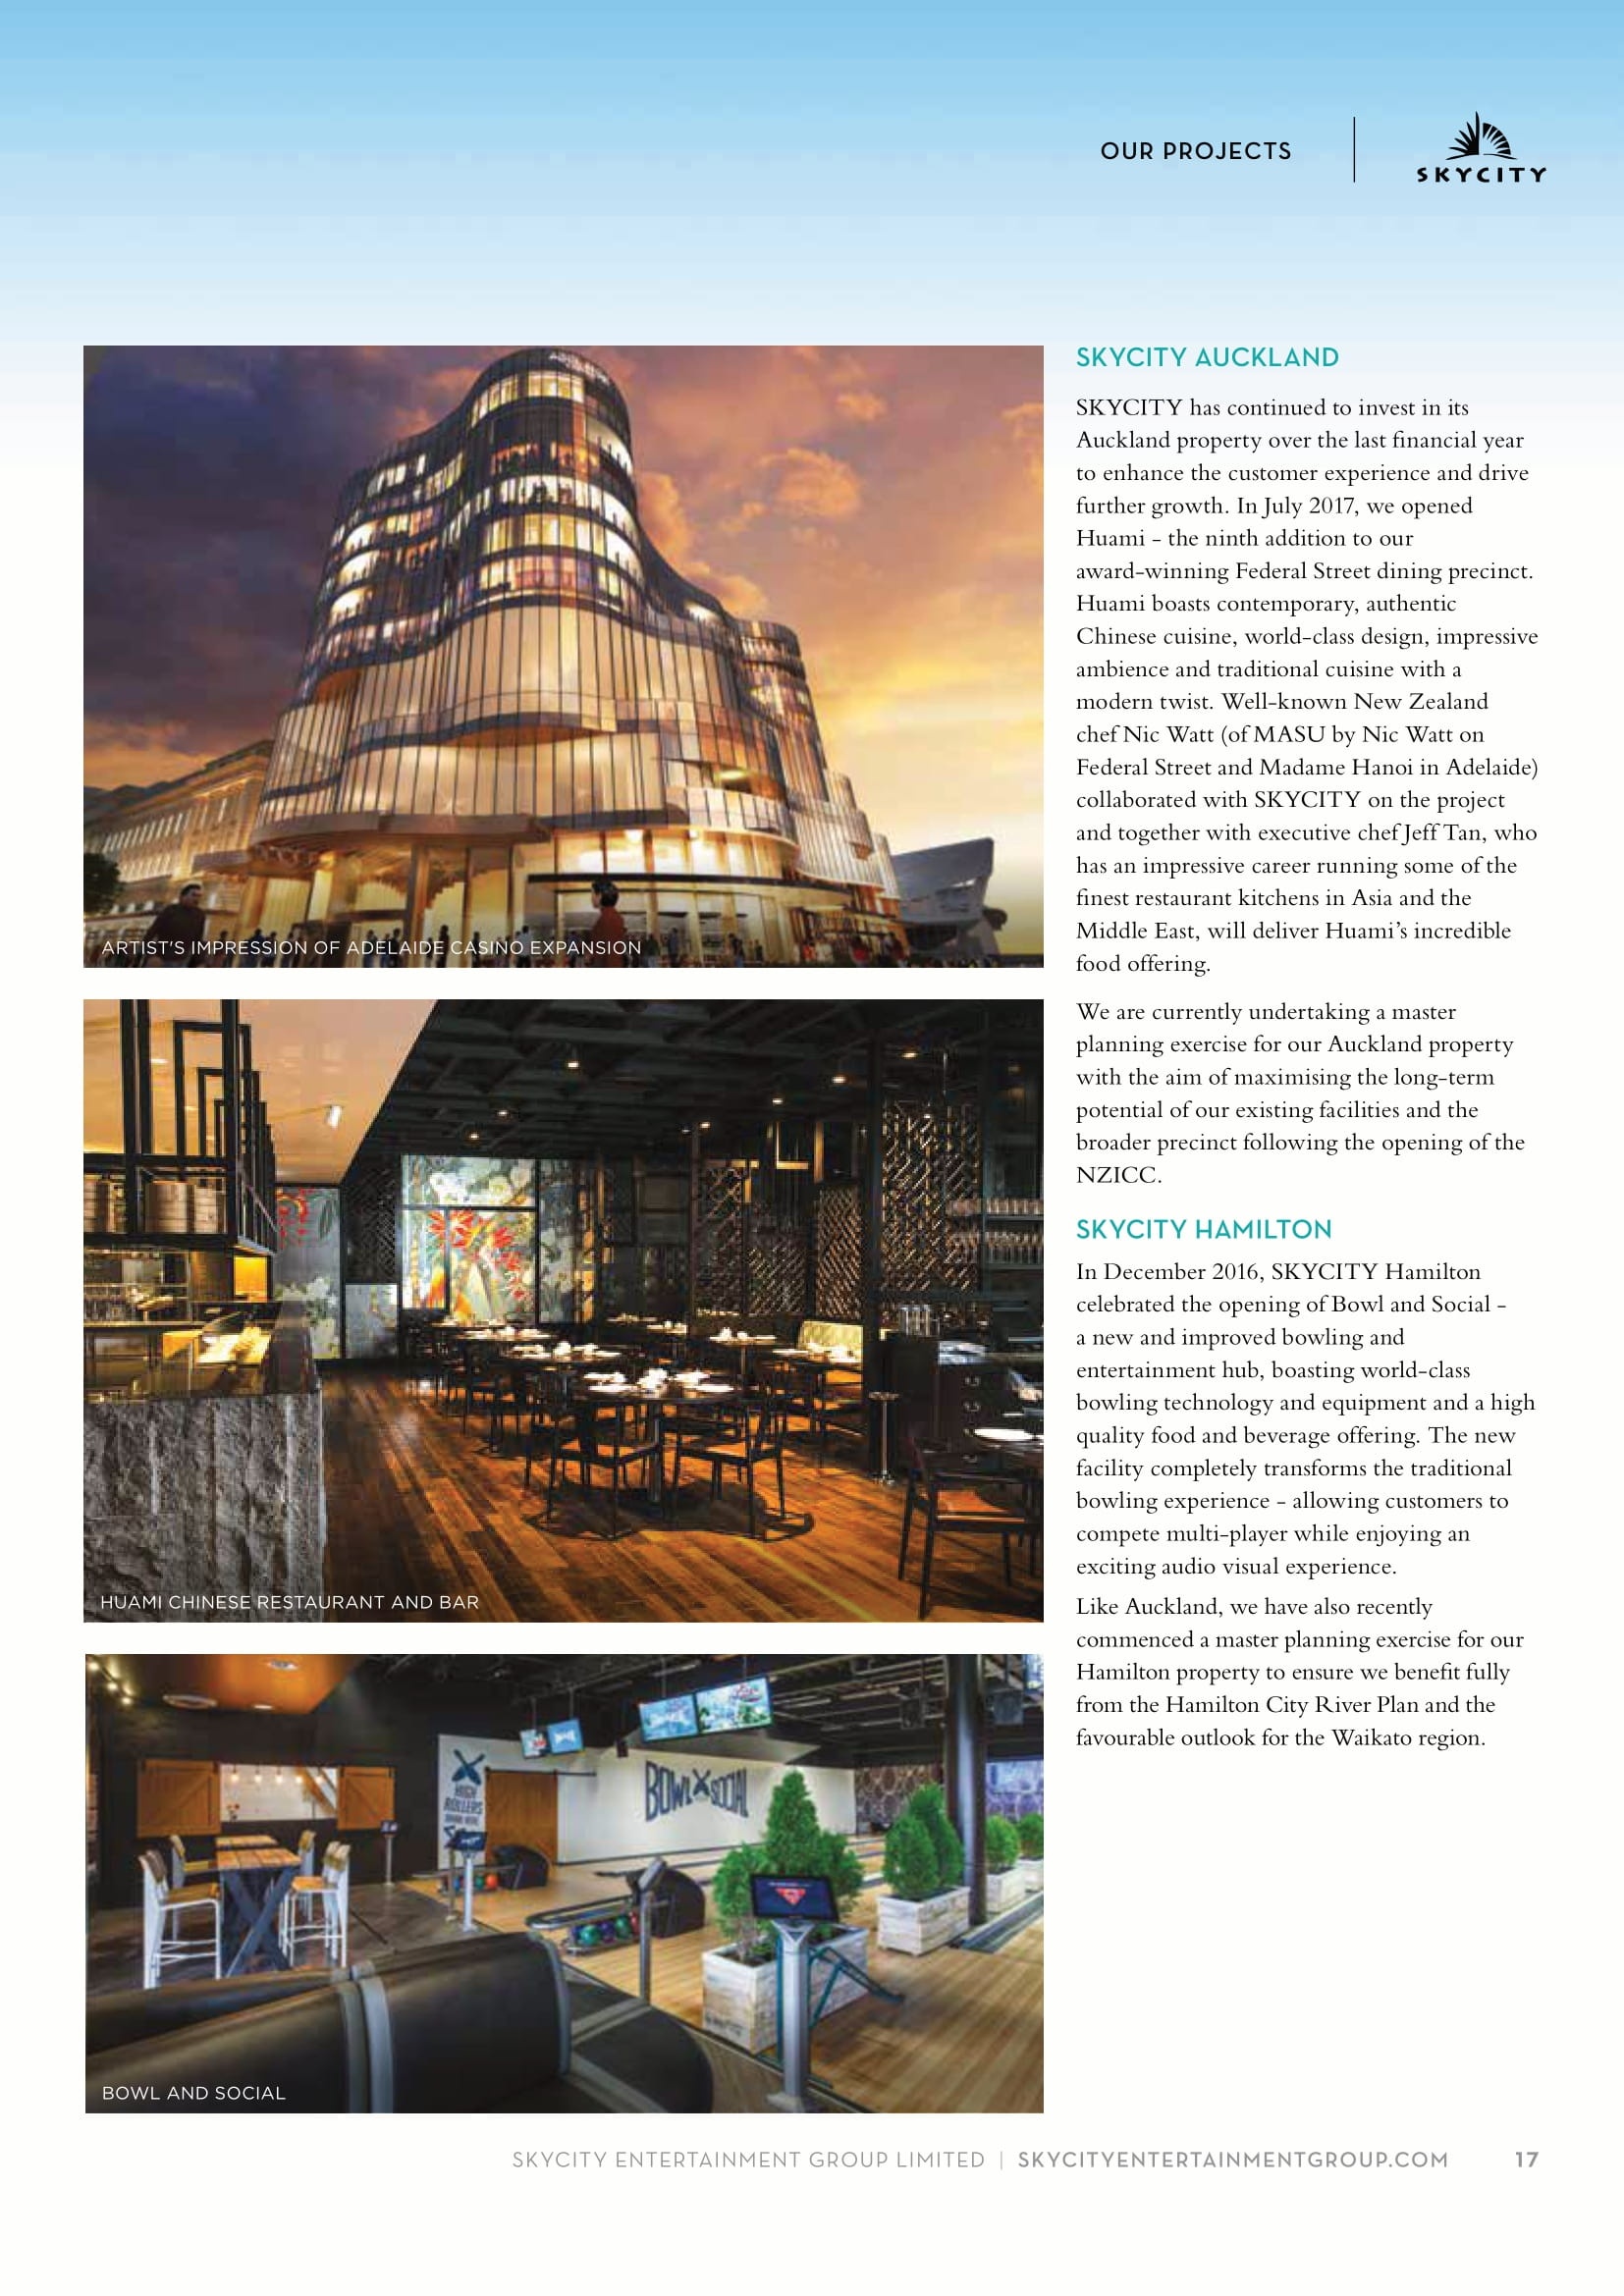 OUR PROJECTS
SKYCITY
ARTIST'S IMPRESSION OF ADELAIDE CASINO EXPANSION
HUAMI CHINESE RESTAURANT AND BAR
HIGH
ROLLERS
BOWL SOCIAL
BOWL AND SOCIAL
SKYCITY AUCKLAND
SKYCITY has continued to invest in its
Auckland property over the last financial year
to enhance the customer experience and drive
further growth. In July 2017, we opened
Huami - the ninth addition to our
award-winning Federal Street dining precinct.
Huami boasts contemporary, authentic
Chinese cuisine, world-class design, impressive
ambience and traditional cuisine with a
modern twist. Well-known New Zealand
chef Nic Watt (of MASU by Nic Watt on
Federal Street and Madame Hanoi in Adelaide)
collaborated with SKYCITY on the project
and together with executive chef Jeff Tan, who
has an impressive career running some of the
finest restaurant kitchens in Asia and the
Middle East, will deliver Huami’s incredible
food offering.
We are currently undertaking a master
planning exercise for our Auckland property
with the aim of maximising the long-term
potential of our existing facilities and the
broader precinct following the opening of the
NZICC.
SKYCITY HAMILTON
In December 2016, SKYCITY Hamilton
celebrated the opening of Bowl and Social -
a new and improved bowling and
entertainment hub, boasting world-class
bowling technology and equipment and a high
quality food and beverage offering. The new
facility completely transforms the traditional
bowling experience - allowing customers to
compete multi-player while enjoying an
exciting audio visual experience.
Like Auckland, we have also recently
commenced a master planning exercise for our
Hamilton property to ensure we benefit fully
from the Hamilton City River Plan and the
favourable outlook for the Waikato region.
SKYCITY ENTERTAINMENT GROUP LIMITED | SKYCITYENTERTAINMENTGROUP.COM 17